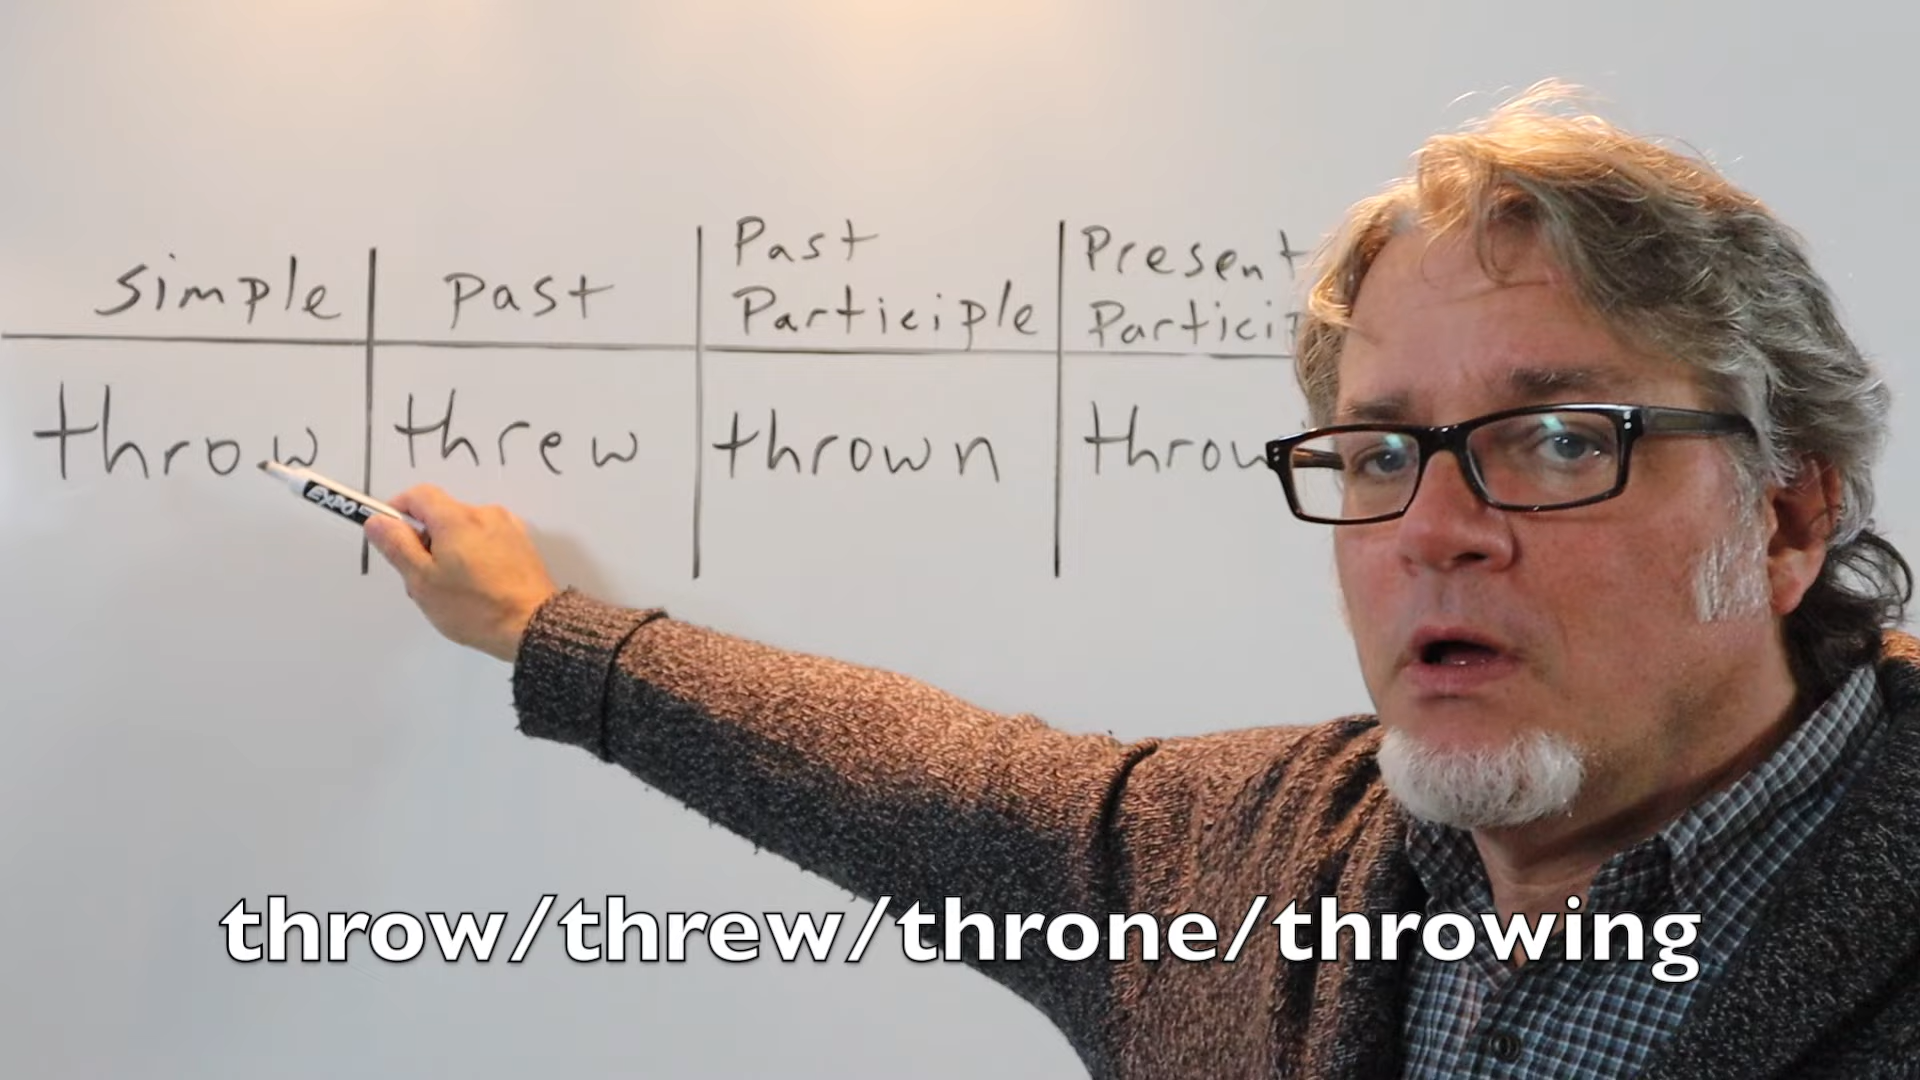 simple past Past Participle Present Partici
throw threw thrown throw
EXPO
throw/threw/throne/throwing